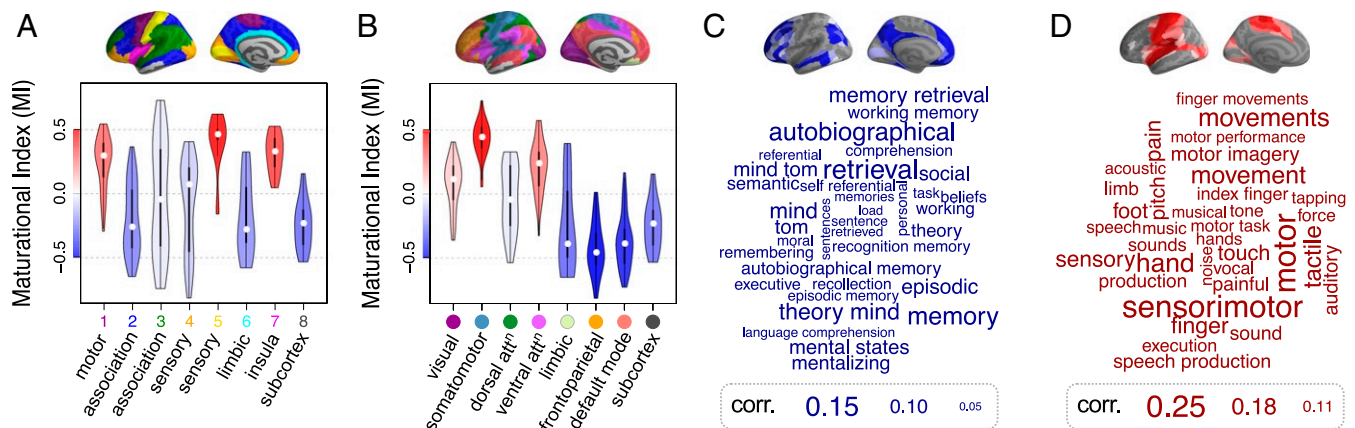 A
Maturational Index (MI)
0.5
0.0
−0.5
1
2
3
4
5
6
7
8
motor
association
association
sensory
sensory
limbic
insula
subcortex
B
Maturational Index (MI)
0.5
0.0
−0.5
visual
somatomotor
dorsal attⁿ
ventral attⁿ
limbic
frontoparietal
default mode
subcortex
C
memory retrieval
working memory
autobiographical
referential
comprehension
mind tom
retrieval
social
semantic
self referential
task
beliefs
memories
personal
mind
load
working
sentences
sentence
tom
retrieved
theory
moral
remembering
recognition memory
autobiographical memory
executive
recollection
episodic
episodic memory
theory mind
memory
language comprehension
mental states
mentalizing
corr.
0.15
0.10
0.05
D
finger movements
movements
pain
motor performance
motor imagery
acoustic
pitch
movement
limb
index finger
tapping
foot
musical
tone
force
speech
music
motor task
motor
hands
sounds
tactile
auditory
sensory
hand
noise
touch
vocal
production
painful
sensorimotor
finger
sound
execution
speech production
corr.
0.25
0.18
0.11